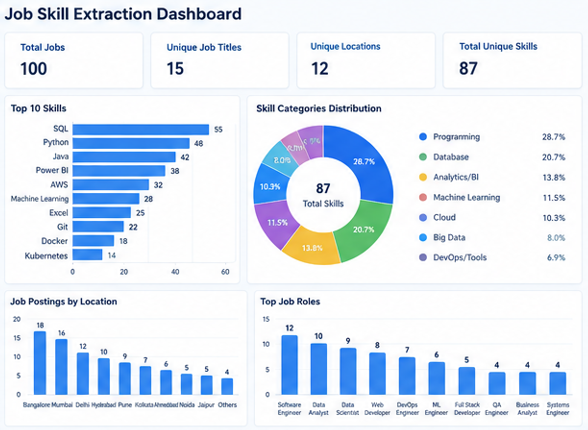 Job Skill Extraction Dashboard
Total Jobs
100
Unique Job Titles
15
Unique Locations
12
Total Unique Skills
87
Top 10 Skills
SQL 55
Python 48
Java 42
Power BI 38
AWS 32
Machine Learning 28
Excel 25
Git 22
Docker 18
Kubernetes 14
0 20 40 60
Skill Categories Distribution
28.7%
20.7%
13.8%
11.5%
10.3%
8.0%
87
Total Skills
Programming 28.7%
Database 20.7%
Analytics/BI 13.8%
Machine Learning 11.5%
Cloud 10.3%
Big Data 8.0%
DevOps/Tools 6.9%
Job Postings by Location
20
15
10
5
0
18 16 12 10 9 7 6 5 5 4
Bangalore Mumbai Delhi Hyderabad Pune Kolkata Ahmedabad Noida Jaipur Others
Top Job Roles
15
10
5
0
12 10 9 8 7 6 5 4 4 4
Software Data Data Web DevOps ML Full Stack QA Business Systems
Engineer Analyst Scientist Developer Engineer Engineer Developer Engineer Analyst Engineer